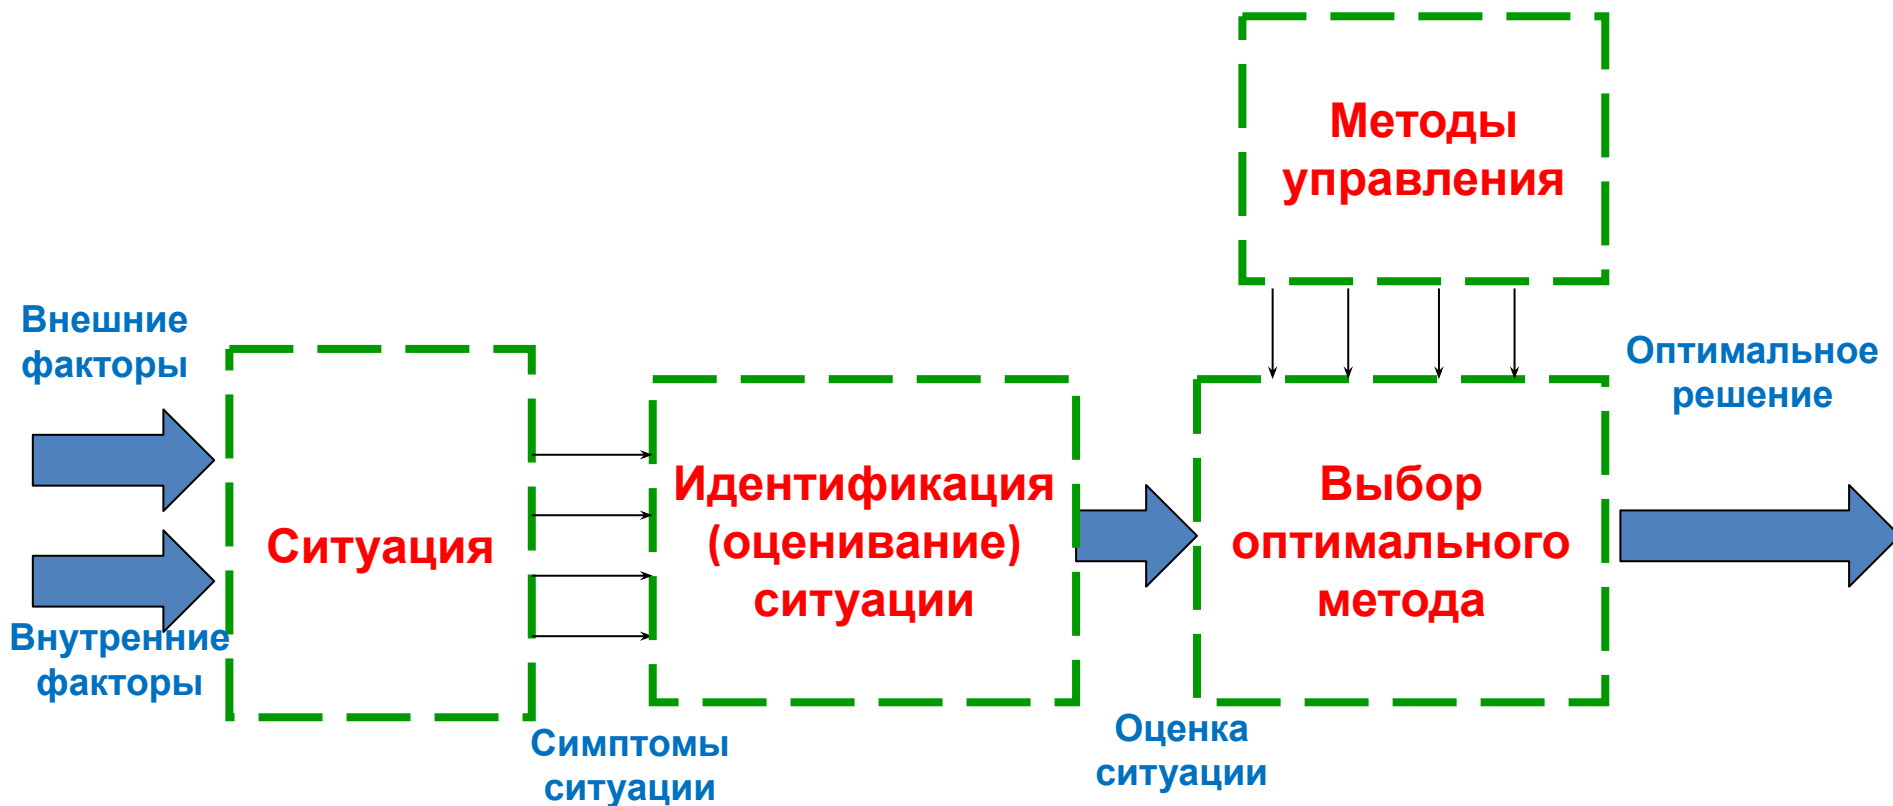 Методы
управления
Внешние
факторы
Внутренние
факторы
Ситуация
Симптомы
ситуации
Идентификация
(оценивание)
ситуации
Оценка
ситуации
Выбор
оптимального
метода
Оптимальное
решение